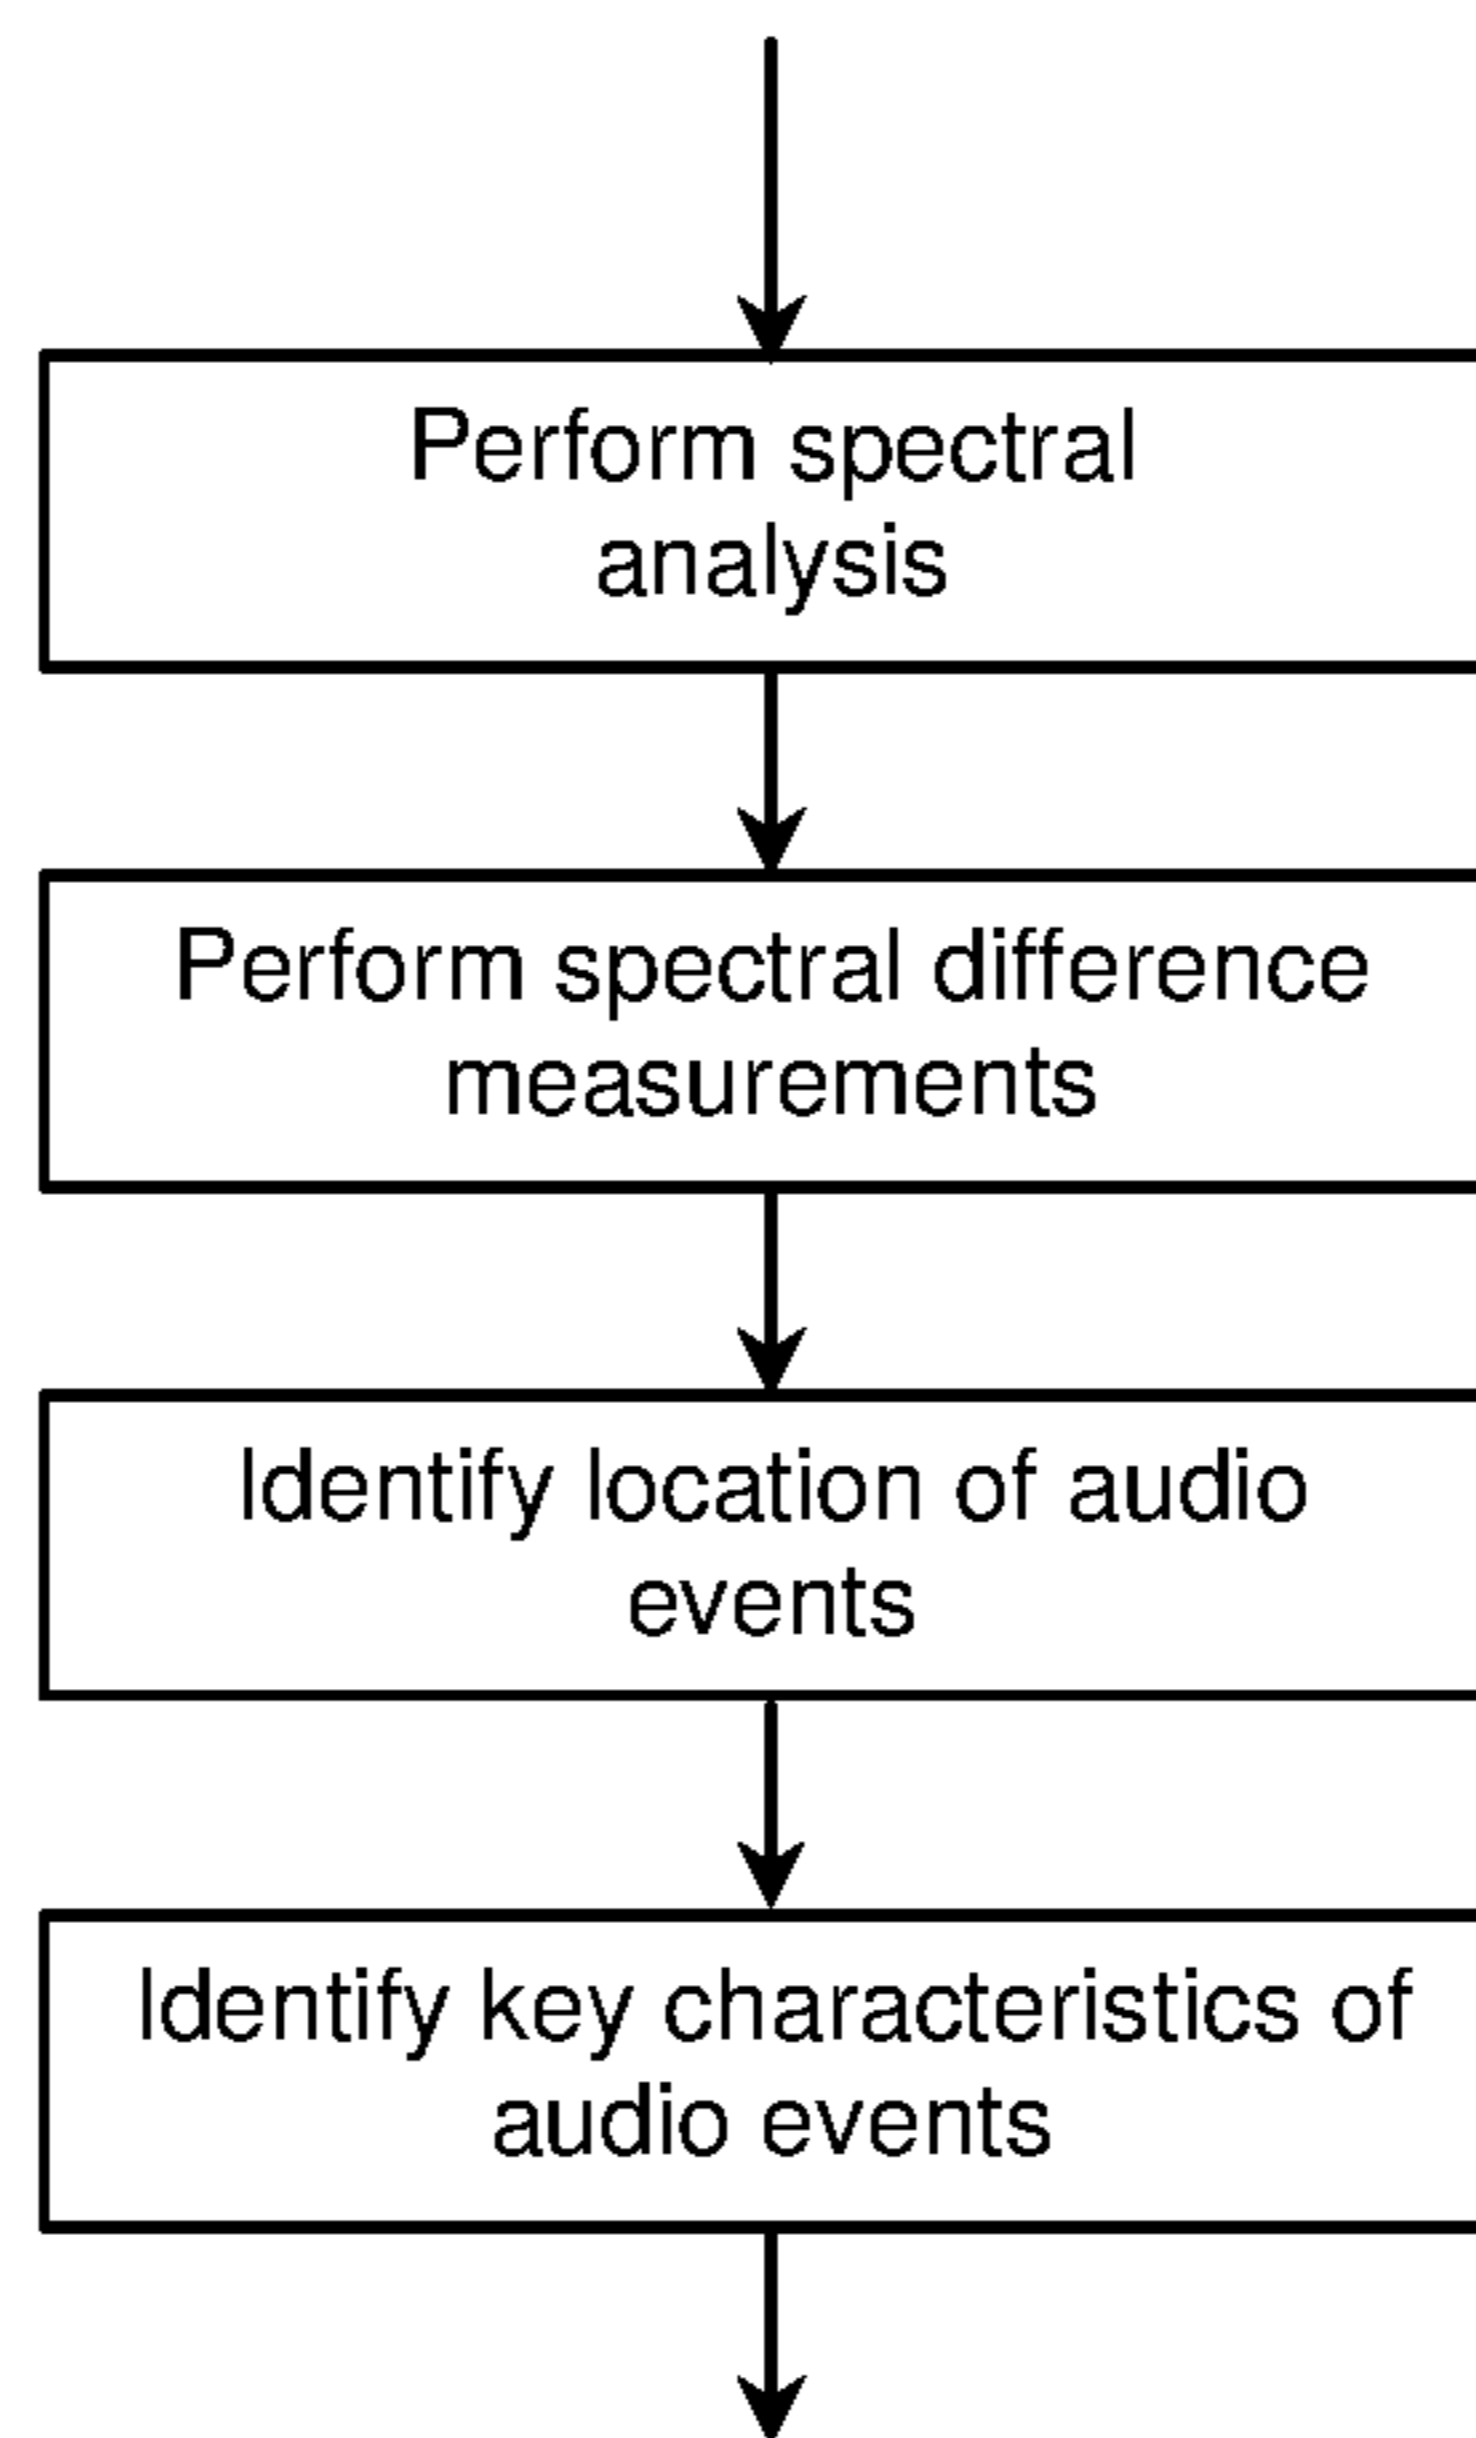 Perform spectral
analysis
Perform spectral difference
measurements
Identify location of audio
events
Identify key characteristics of
audio events